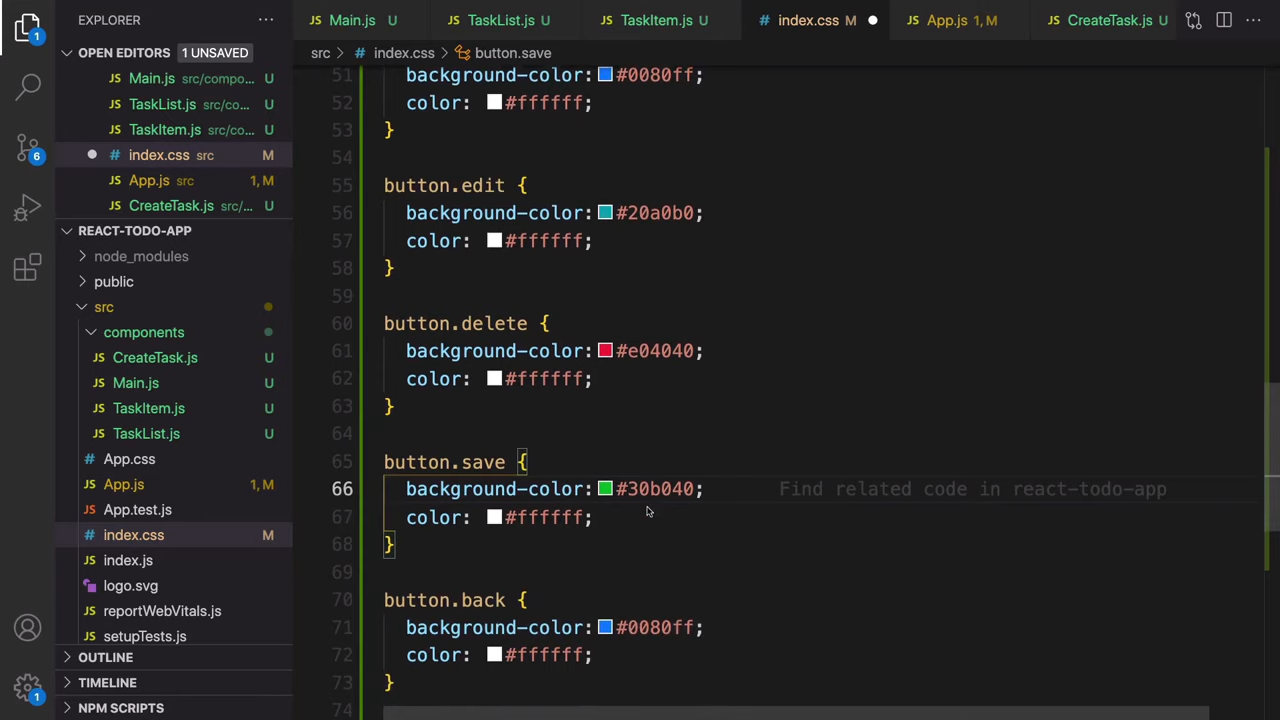 EXPLORER
Main.js U
TaskList.js U
TaskItem.js U
# index.css M
App.js 1, M
CreateTask.js U
OPEN EDITORS 1 UNSAVED
JS Main.js src/compo... U
JS TaskList.js src/co... U
JS TaskItem.js src/co... U
# index.css src M
JS App.js src 1, M
JS CreateTask.js src/... U
REACT-TODO-APP
node_modules
public
src
components
JS CreateTask.js U
JS Main.js U
JS TaskItem.js U
JS TaskList.js U
# App.css
JS App.js 1, M
JS App.test.js
# index.css M
JS index.js
logo.svg
JS reportWebVitals.js
JS setupTests.js
OUTLINE
TIMELINE
NPM SCRIPTS
1
6
1
src > # index.css > button.save
51 background-color: #0080ff;
52 color: #ffffff;
53 }
54
55 button.edit {
56 background-color: #20a0b0;
57 color: #ffffff;
58 }
59
60 button.delete {
61 background-color: #e04040;
62 color: #ffffff;
63 }
64
65 button.save {
66 background-color: #30b040; Find related code in react-todo-app
67 color: #ffffff;
68 }
69
70 button.back {
71 background-color: #0080ff;
72 color: #ffffff;
73 }
74